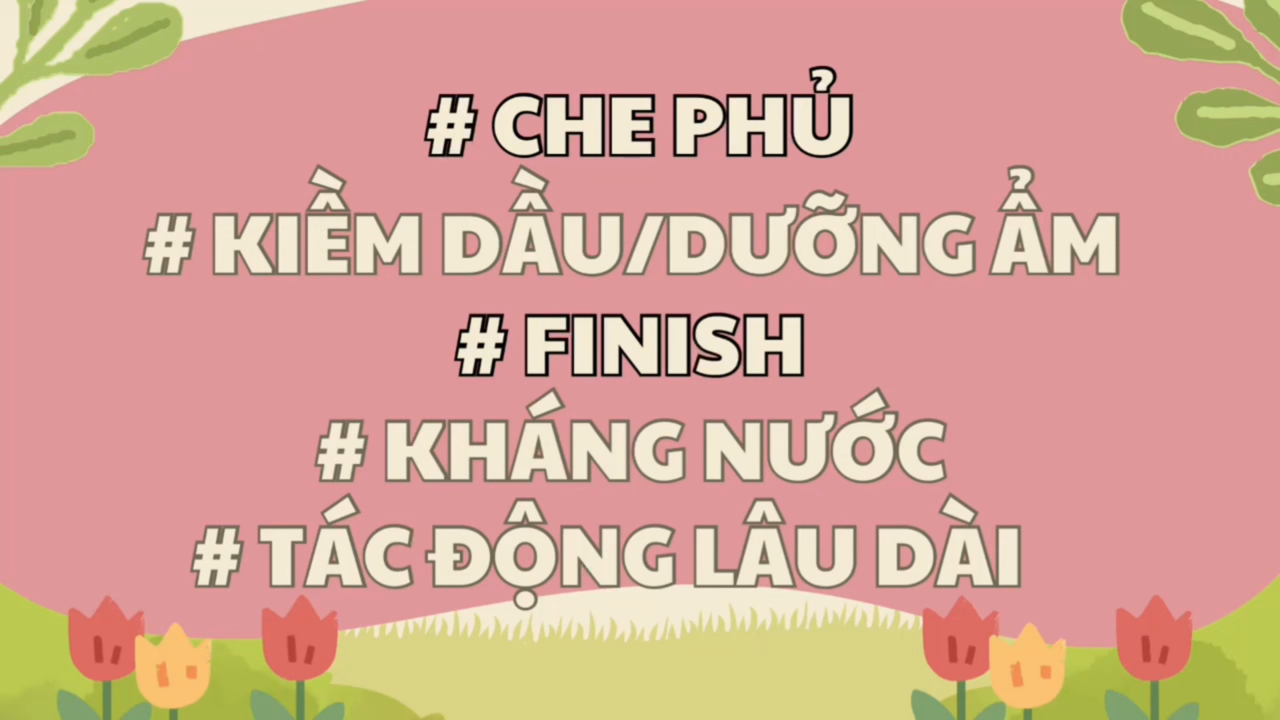 # CHE PHỦ
# KIỀM DẦU/DƯỠNG ẨM
# FINISH
# KHÁNG NƯỚC
# TÁC ĐỘNG LÂU DÀI